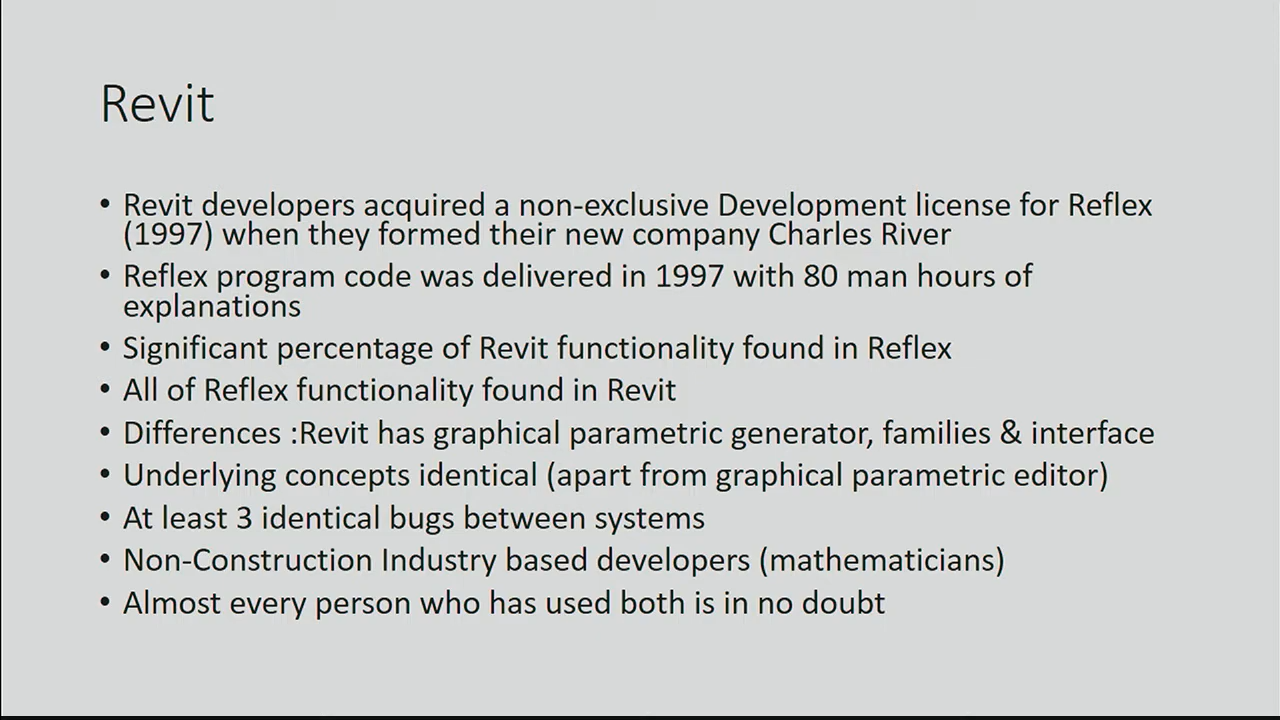 Revit
• Revit developers acquired a non-exclusive Development license for Reflex
(1997) when they formed their new company Charles River
• Reflex program code was delivered in 1997 with 80 man hours of
explanations
• Significant percentage of Revit functionality found in Reflex
• All of Reflex functionality found in Revit
• Differences :Revit has graphical parametric generator, families & interface
• Underlying concepts identical (apart from graphical parametric editor)
• At least 3 identical bugs between systems
• Non-Construction Industry based developers (mathematicians)
• Almost every person who has used both is in no doubt